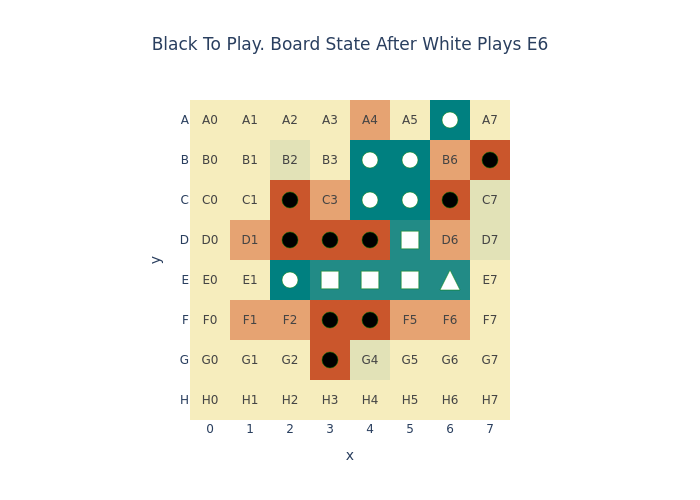 Black To Play. Board State After White Plays E6
A A0 A1 A2 A3 A4 A5 A7
B B0 B1 B2 B3 B6
C C0 C1 C3 C7
D D0 D1 D6 D7
E E0 E1 E7
F F0 F1 F2 F5 F6 F7
G G0 G1 G2 G4 G5 G6 G7
H H0 H1 H2 H3 H4 H5 H6 H7
0 1 2 3 4 5 6 7
x
y